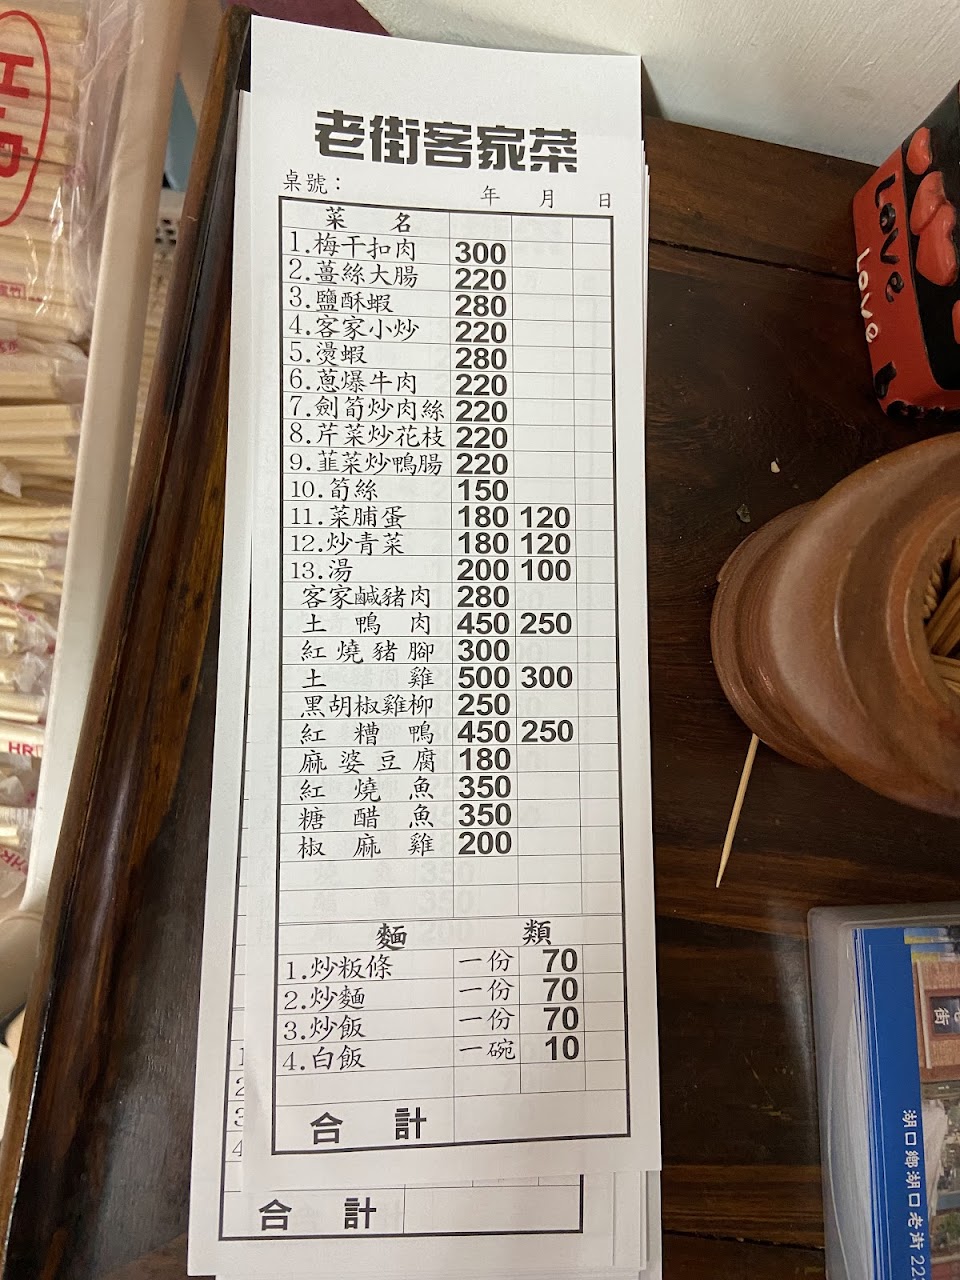 老街客家菜
桌號： 年 月 日
菜 名
1.梅干扣肉 300
2.薑絲大腸 220
3.鹽酥蝦 280
4.客家小炒 220
5.燙蝦 280
6.蔥爆牛肉 220
7.劍筍炒肉絲 220
8.芹菜炒花枝 220
9.韮菜炒鴨腸 220
10.筍絲 150
11.菜脯蛋 180 120
12.炒青菜 180 120
13.湯 200 100
客家鹹豬肉 280
土鴨肉 450 250
紅燒豬腳 300
土雞 500 300
黑胡椒雞柳 250
紅糟鴨 450 250
麻婆豆腐 180
紅燒魚 350
糖醋魚 350
椒麻雞 200
麵 類
1.炒粄條 一份 70
2.炒麵 一份 70
3.炒飯 一份 70
4.白飯 一碗 10
合 計
1
2
3
4
合 計
Love
love
H-R
HR
湖口鄉湖口老街 22
老街